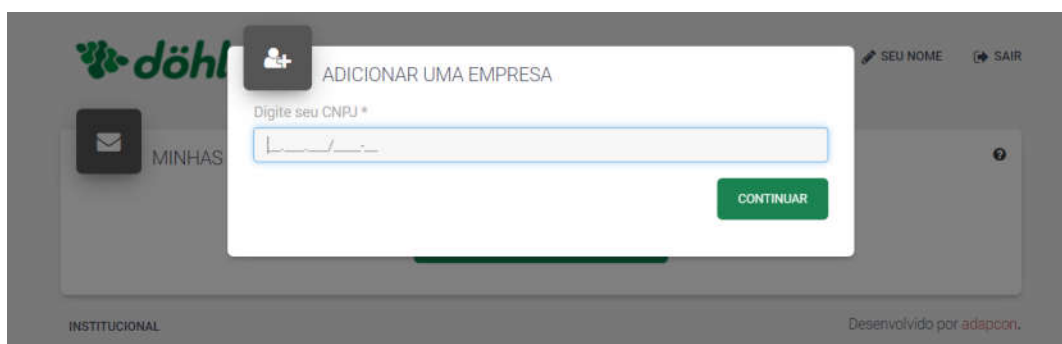 döhl
SEU NOME
SAIR
ADICIONAR UMA EMPRESA
Digite seu CNPJ *
__.___.___/____-__
MINHAS
CONTINUAR
INSTITUCIONAL
Desenvolvido por adapcon.